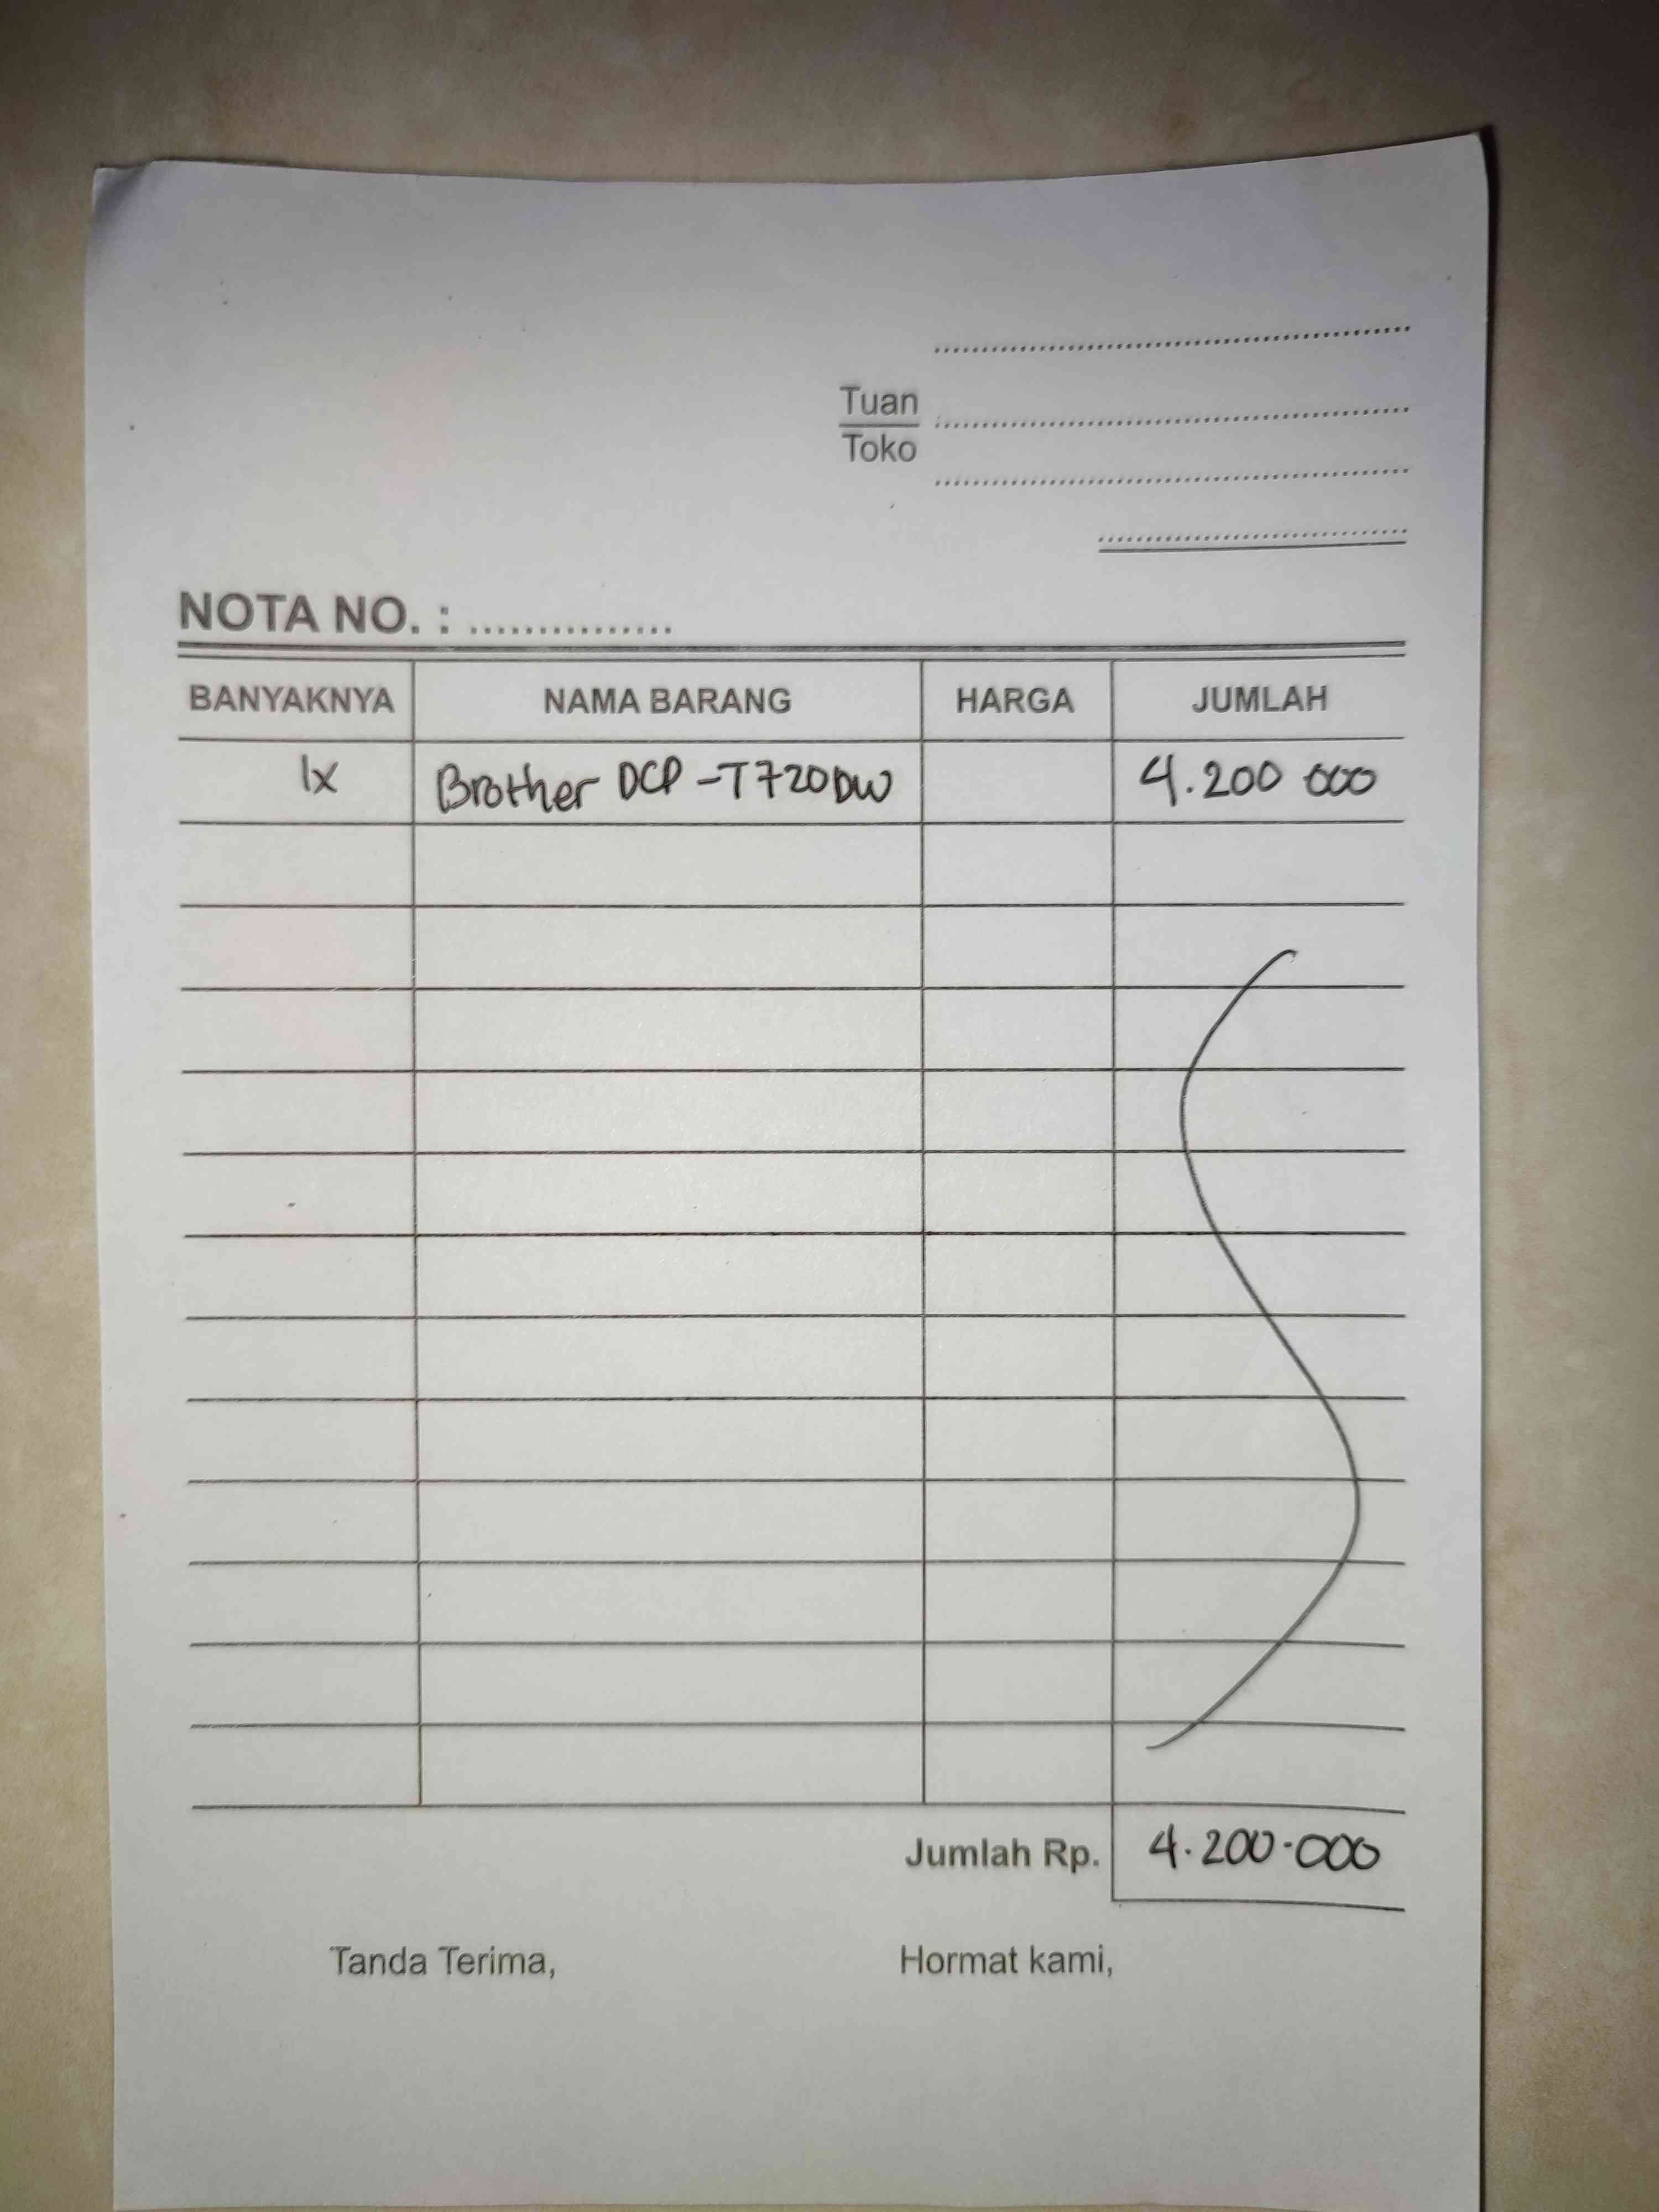 Tuan
Toko
NOTA NO. : ...............
BANYAKNYA NAMA BARANG HARGA JUMLAH
1x Brother DCP-T720DW 4.200 000
Jumlah Rp. 4.200.000
Tanda Terima, Hormat kami,